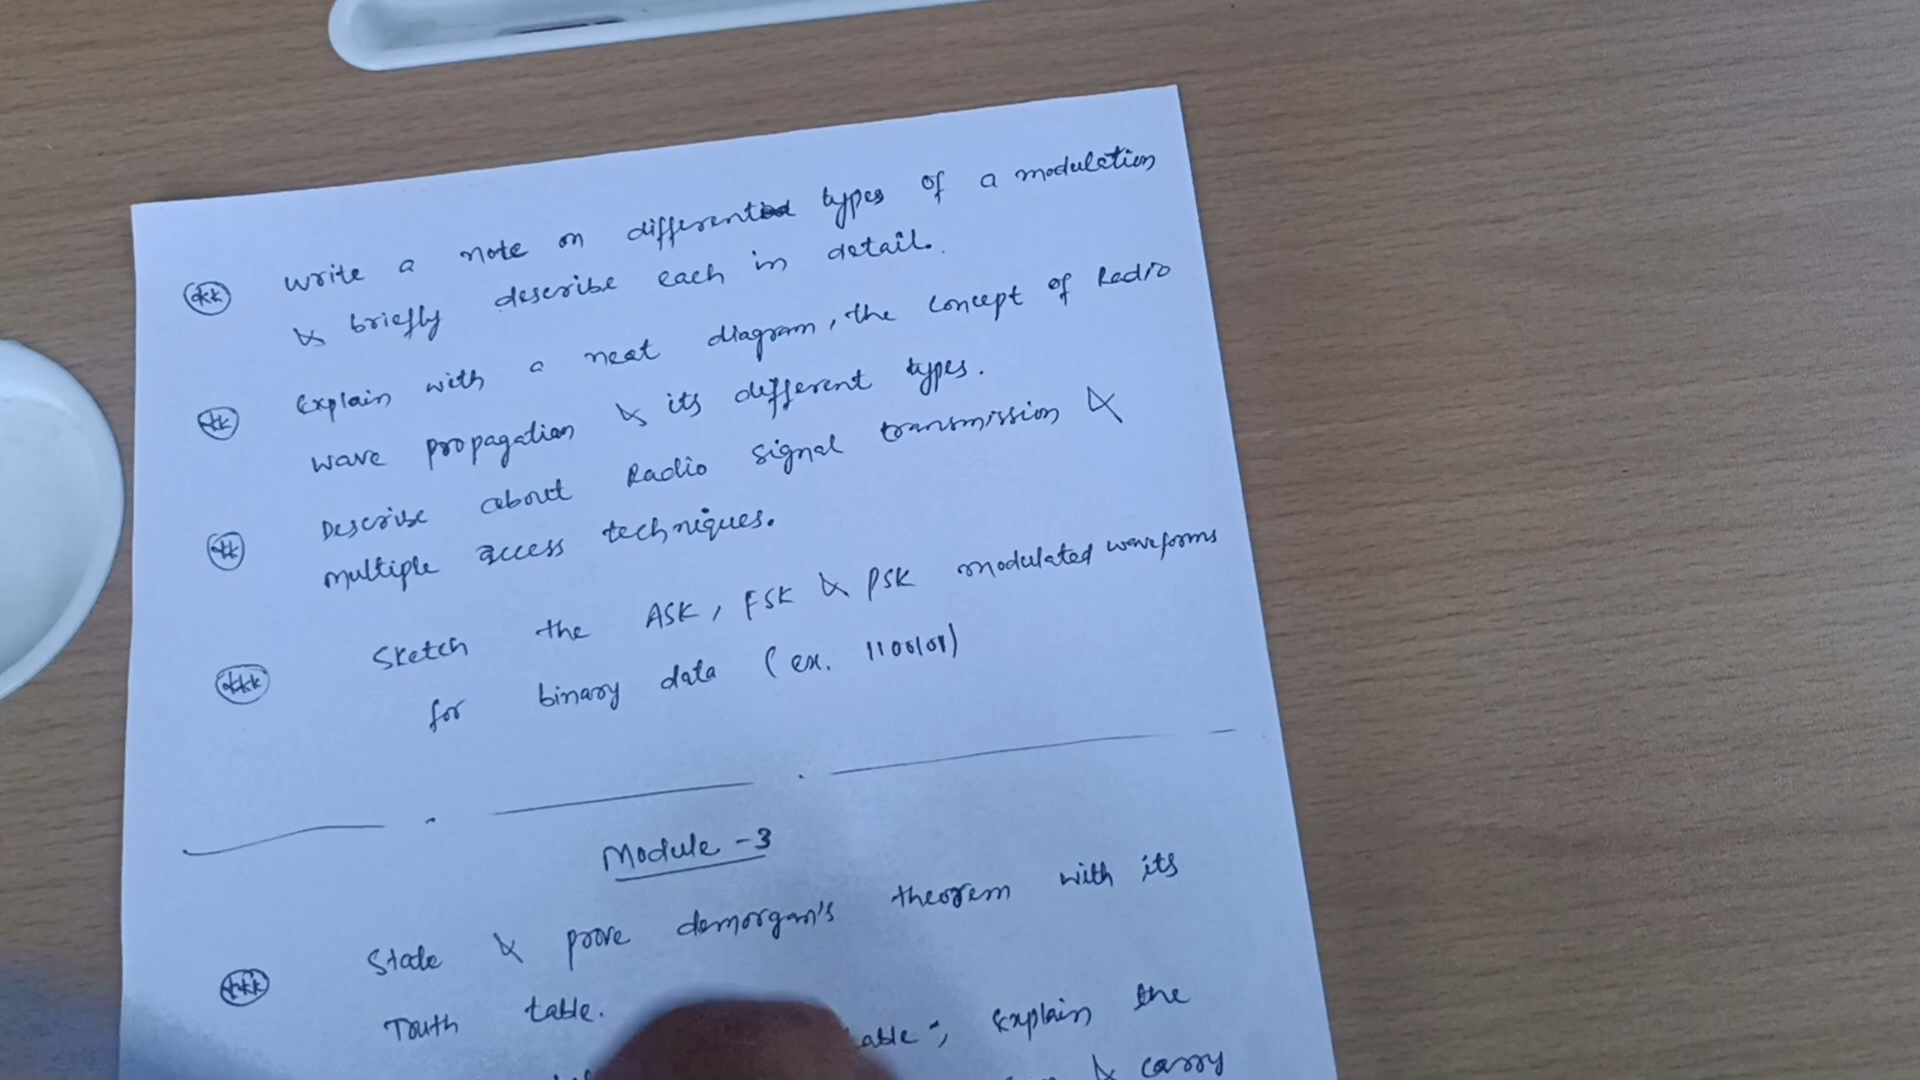 ** write a note on different types of a modulation
& briefly describe each in detail.
** Explain with a neat diagram, the concept of Radio
wave propagation & its different types.
** Describe about Radio signal transmission &
multiple access techniques.
*** Sketch the ASK, FSK & PSK modulated waveforms
for binary data (ex. 1100101)
Module -3
*** State & prove demorgan's theorem with its
Truth table.
explain the
& carry